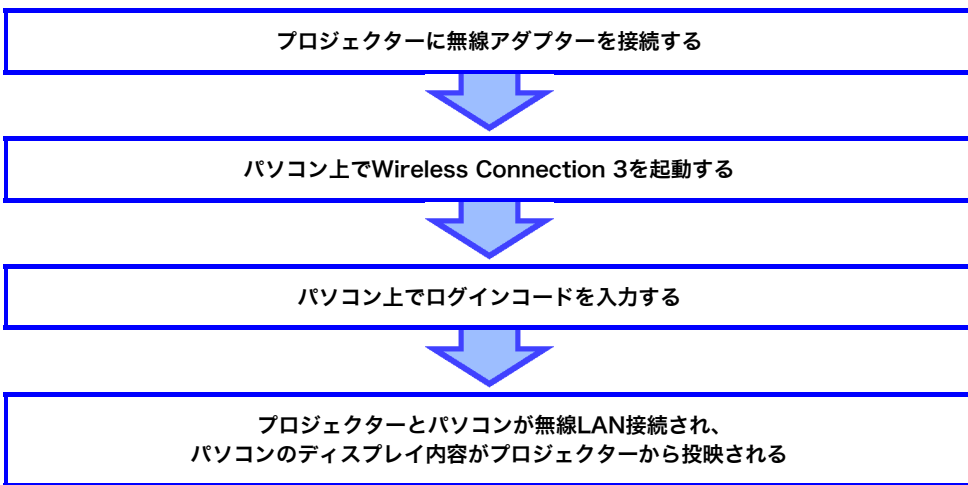 プロジェクターに無線アダプターを接続する
パソコン上でWireless Connection 3を起動する
パソコン上でログインコードを入力する
プロジェクターとパソコンが無線LAN接続され、
パソコンのディスプレイ内容がプロジェクターから投映される